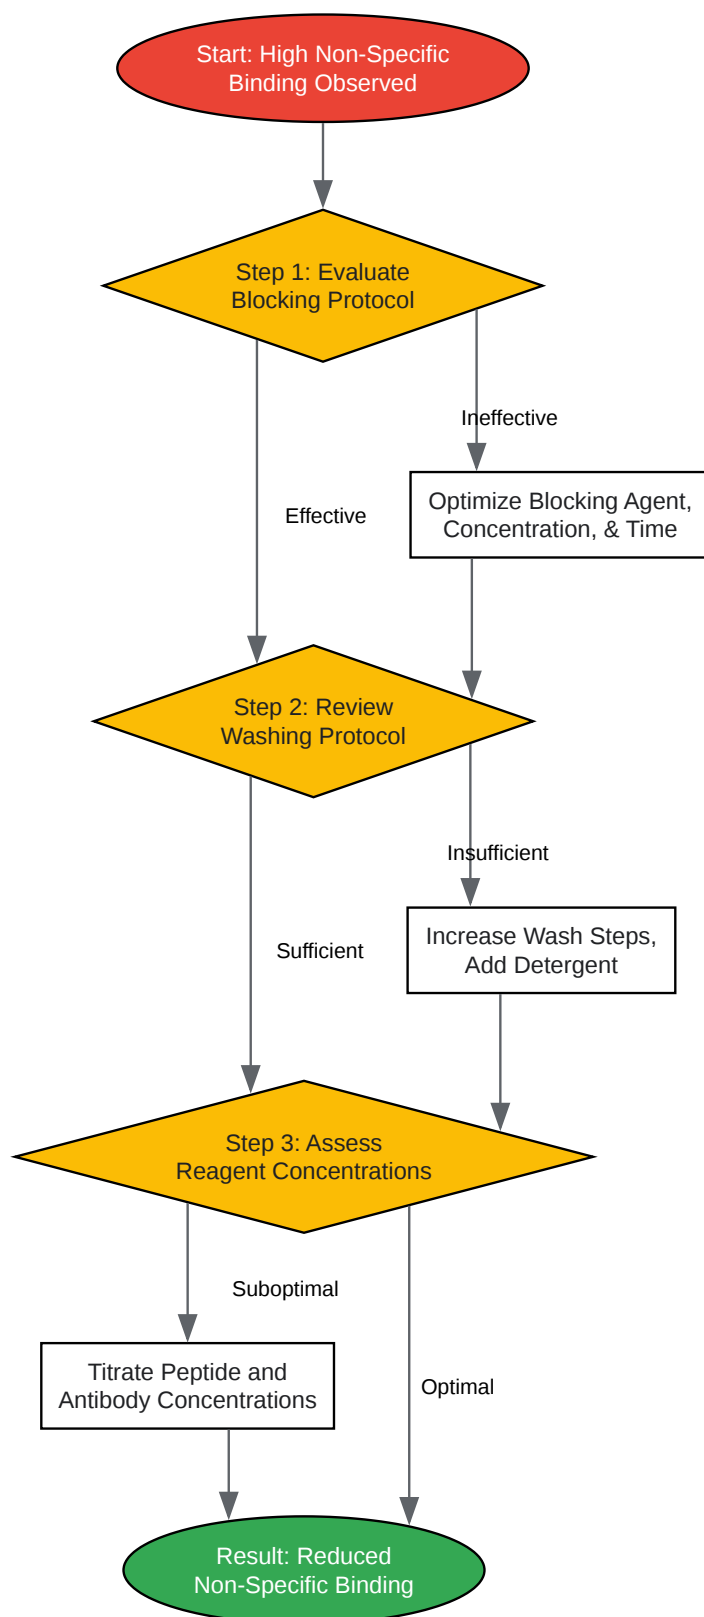 Start: High Non-Specific
Binding Observed
Step 1: Evaluate
Blocking Protocol
Ineffective
Optimize Blocking Agent,
Concentration, & Time
Effective
Step 2: Review
Washing Protocol
Insufficient
Increase Wash Steps,
Add Detergent
Sufficient
Step 3: Assess
Reagent Concentrations
Suboptimal
Titrate Peptide and
Antibody Concentrations
Optimal
Result: Reduced
Non-Specific Binding